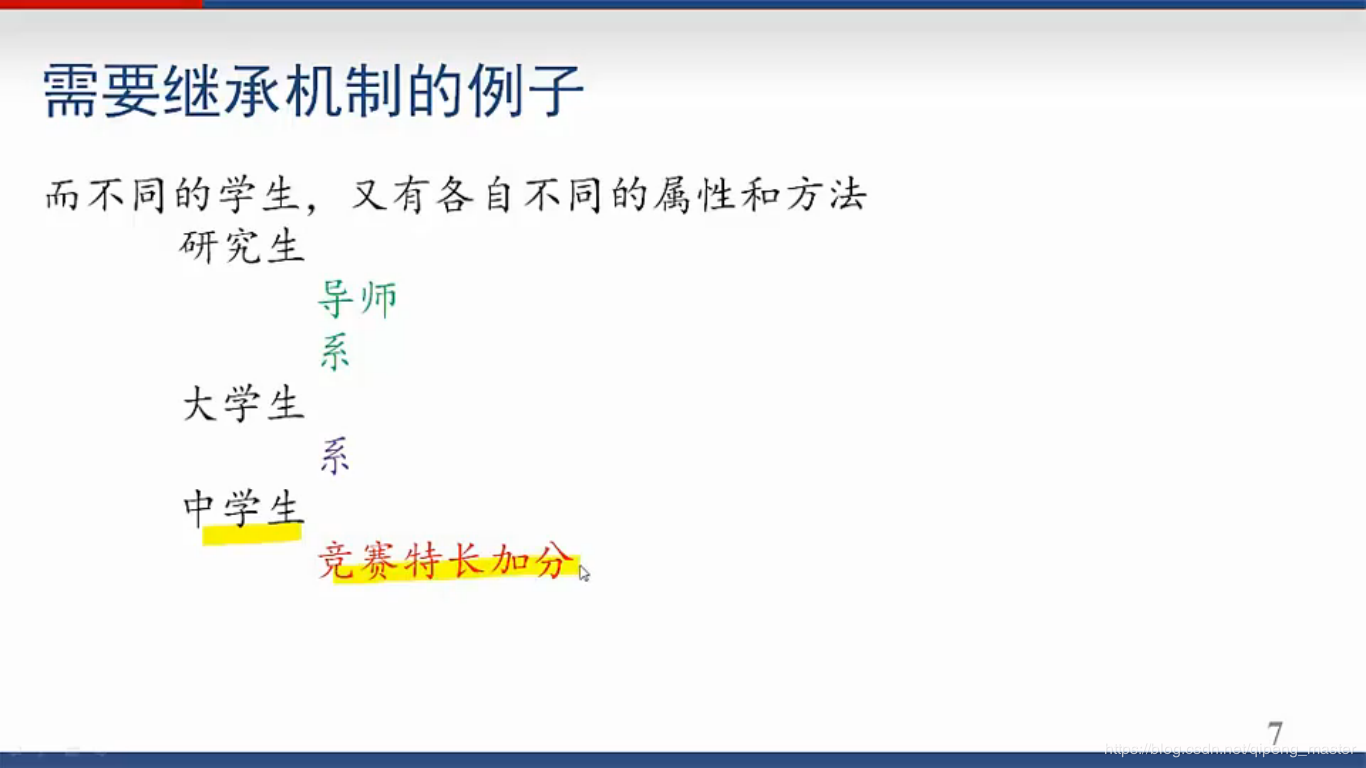 需要继承机制的例子
而不同的学生，又有各自不同的属性和方法
研究生
导师
系
大学生
系
中学生
竞赛特长加分
7
https://blog.csdn.net/qipeng_master